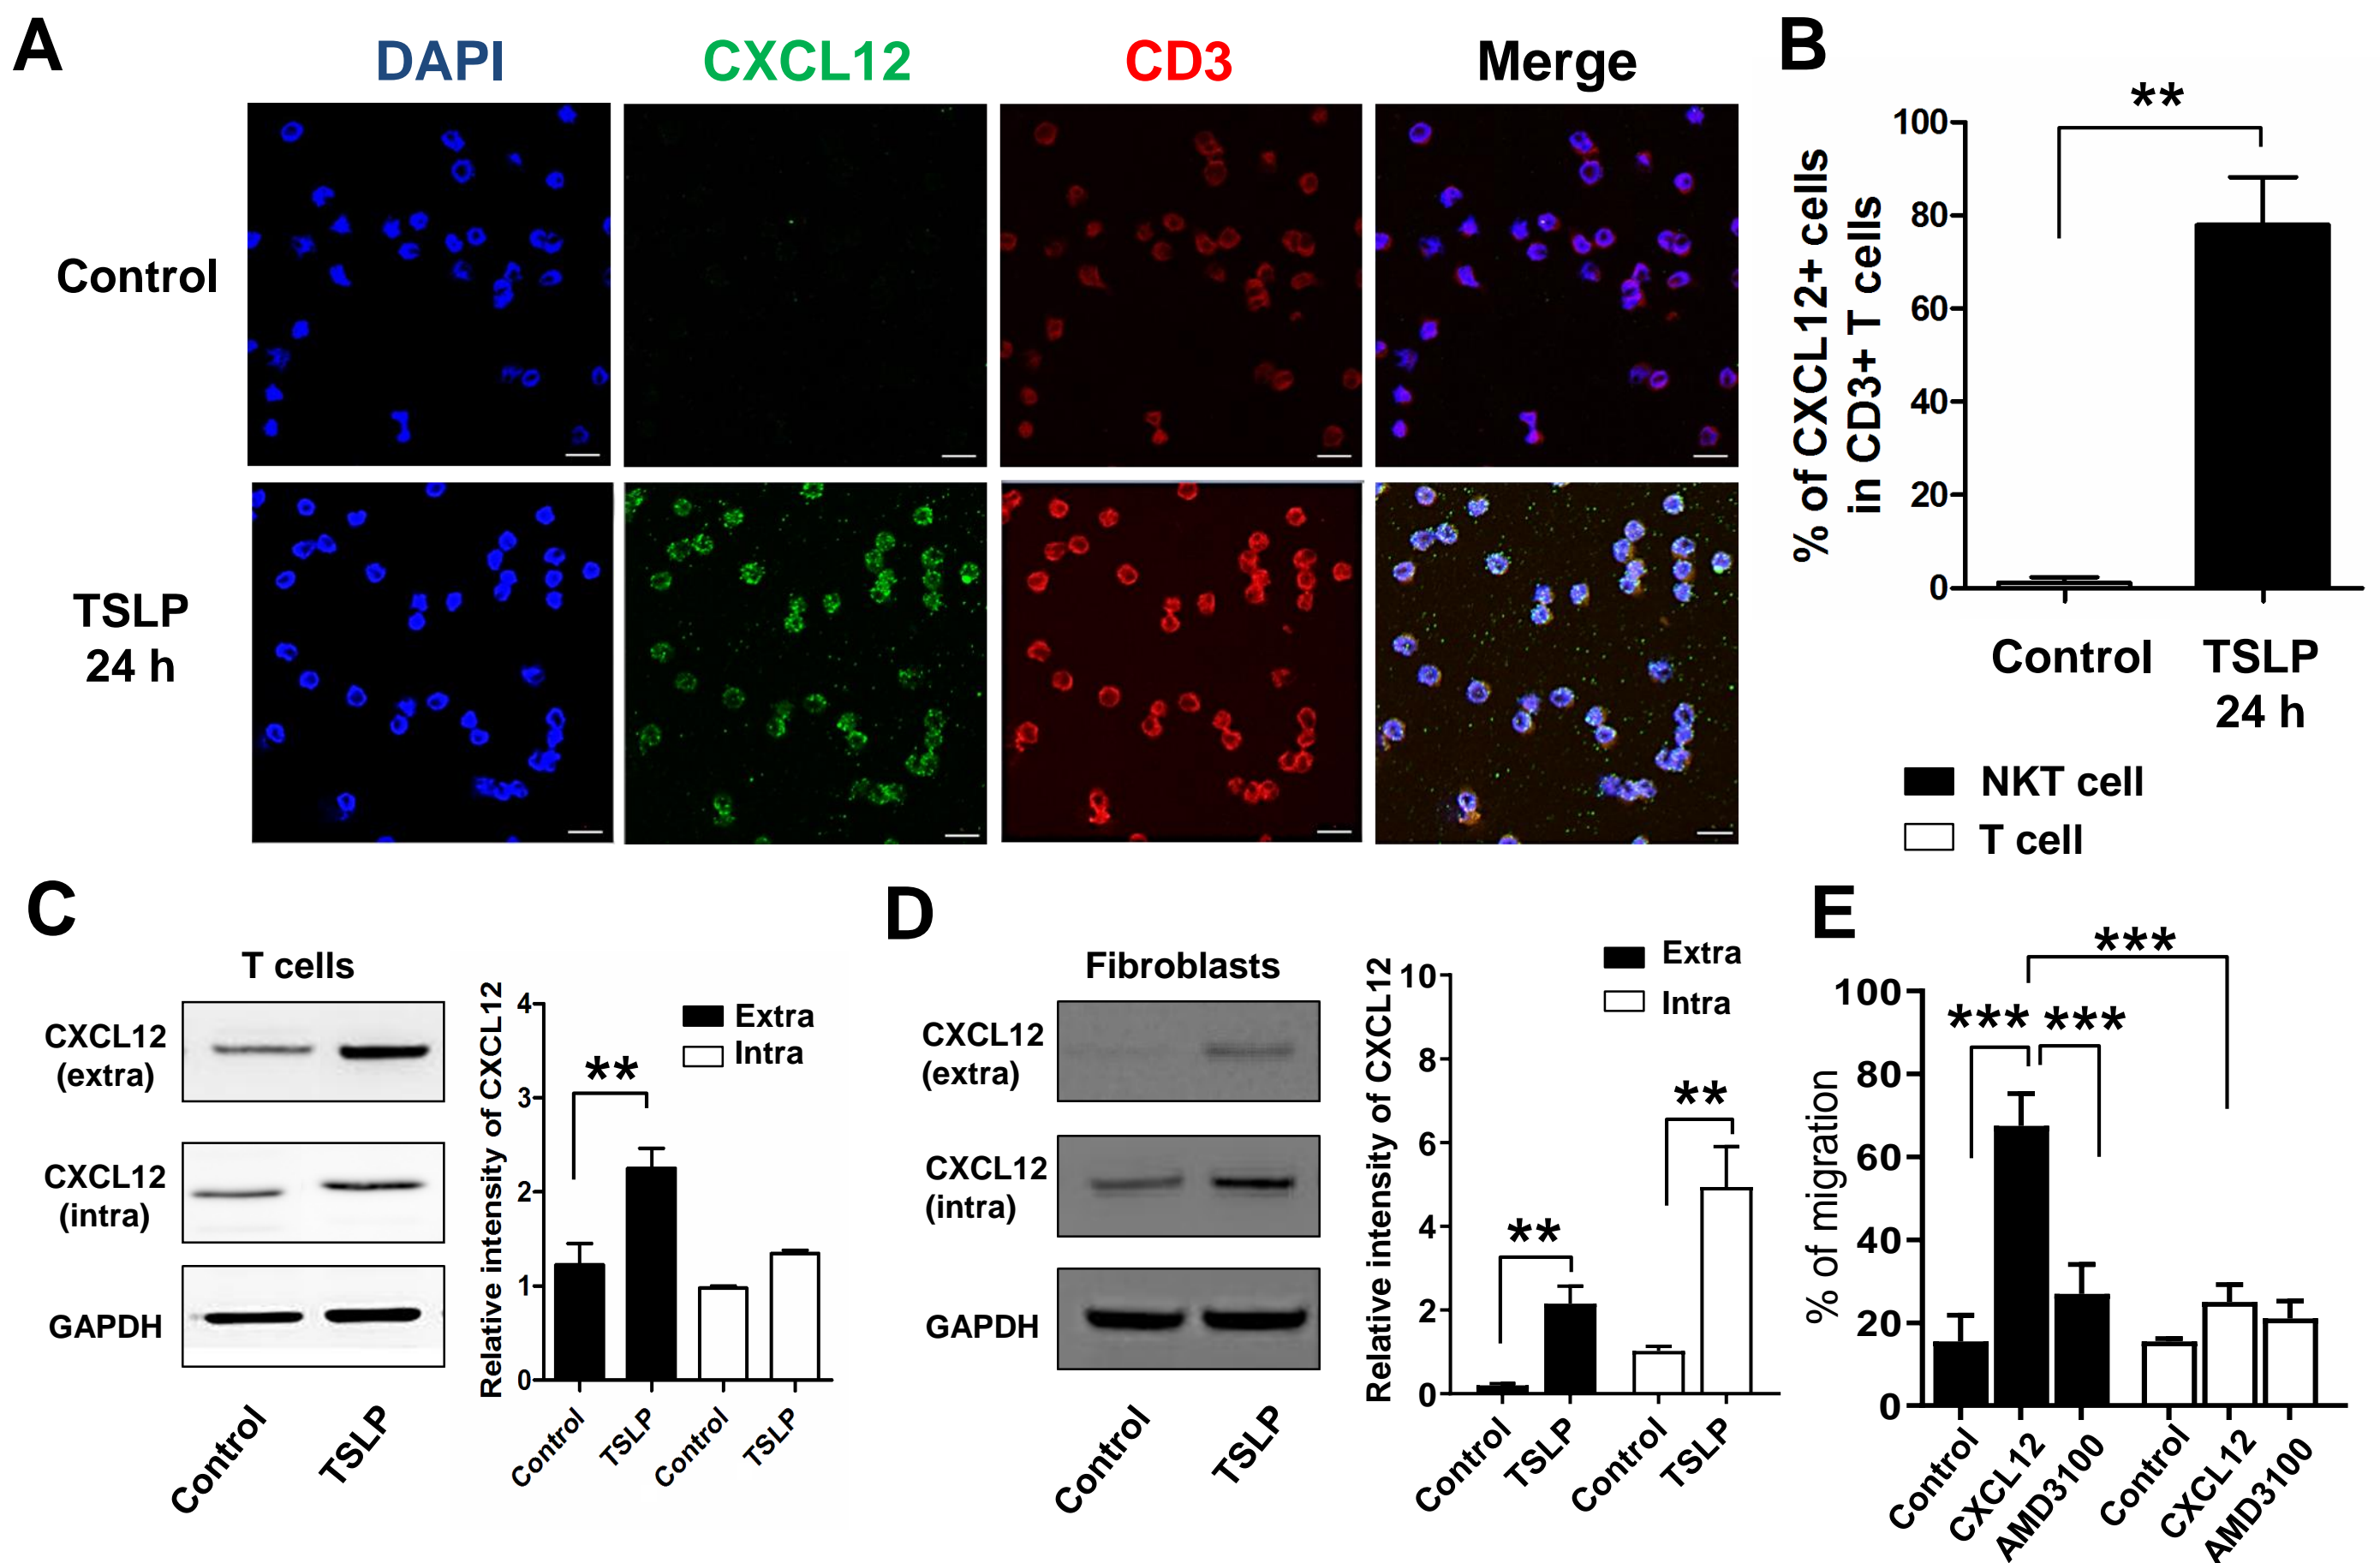 A
DAPI
CXCL12
CD3
Merge
Control
TSLP
24 h
B
**
% of CXCL12+ cells
in CD3+ T cells
100
80
60
40
20
0
Control
TSLP
24 h
NKT cell
T cell
C
T cells
CXCL12
(extra)
CXCL12
(intra)
GAPDH
Control
TSLP
Relative intensity of CXCL12
4
3
2
1
0
**
Extra
Intra
Control
TSLP
Control
TSLP
D
Fibroblasts
CXCL12
(extra)
CXCL12
(intra)
GAPDH
Control
TSLP
Relative intensity of CXCL12
10
8
6
4
2
0
Extra
Intra
**
**
Control
TSLP
Control
TSLP
E
% of migration
100
80
60
40
20
0
***
***
***
Control
CXCL12
AMD3100
Control
CXCL12
AMD3100